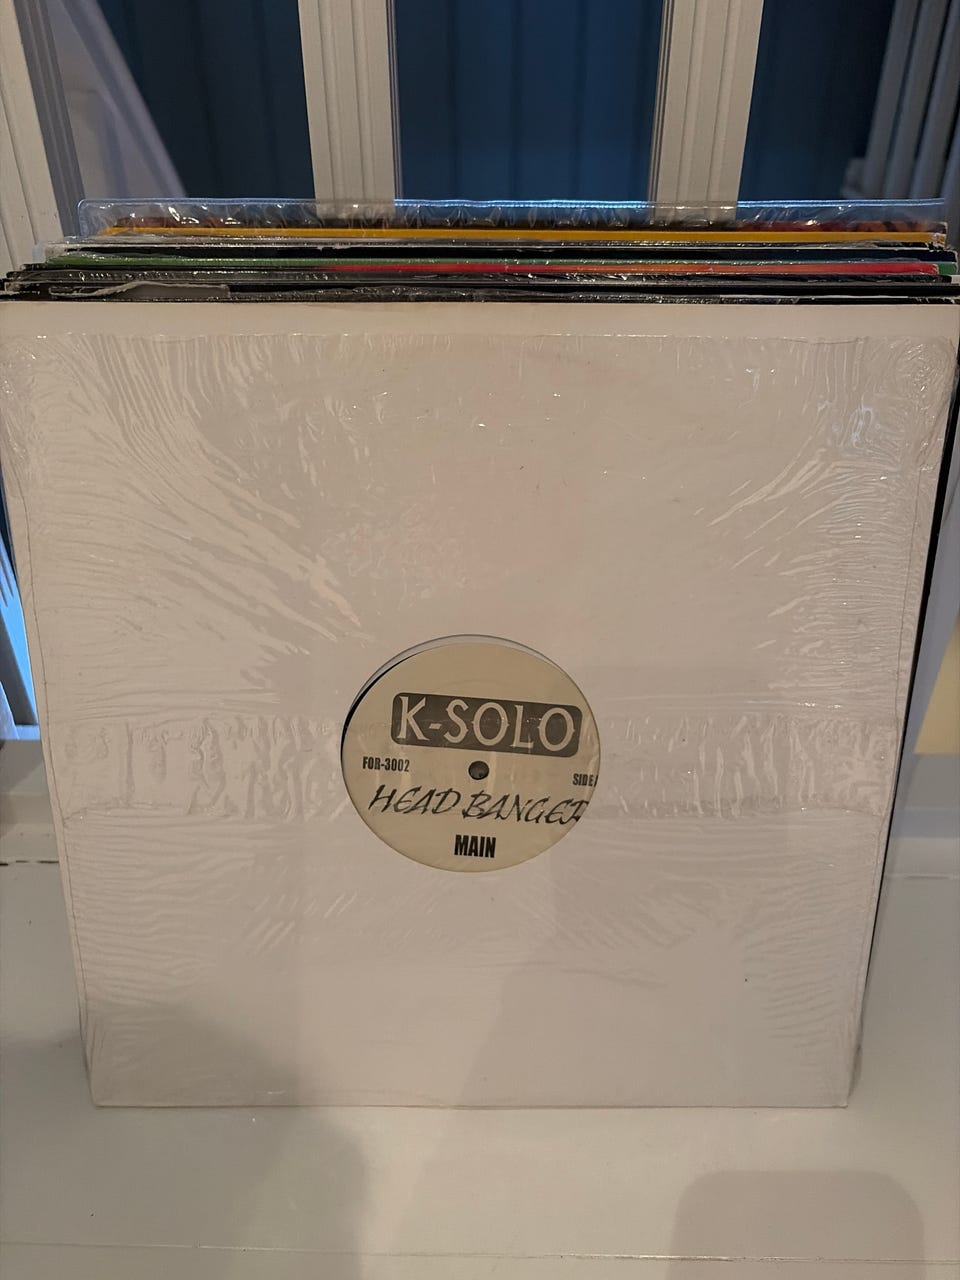 K-SOLO
FOR-3002
SIDE
HEAD BANGER
MAIN